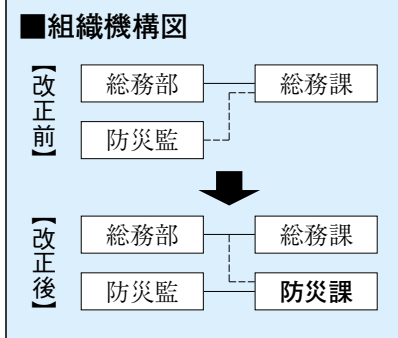 ■組織機構図
【改正前】
総務部 総務課
防災監
【改正後】
総務部 総務課
防災監 防災課